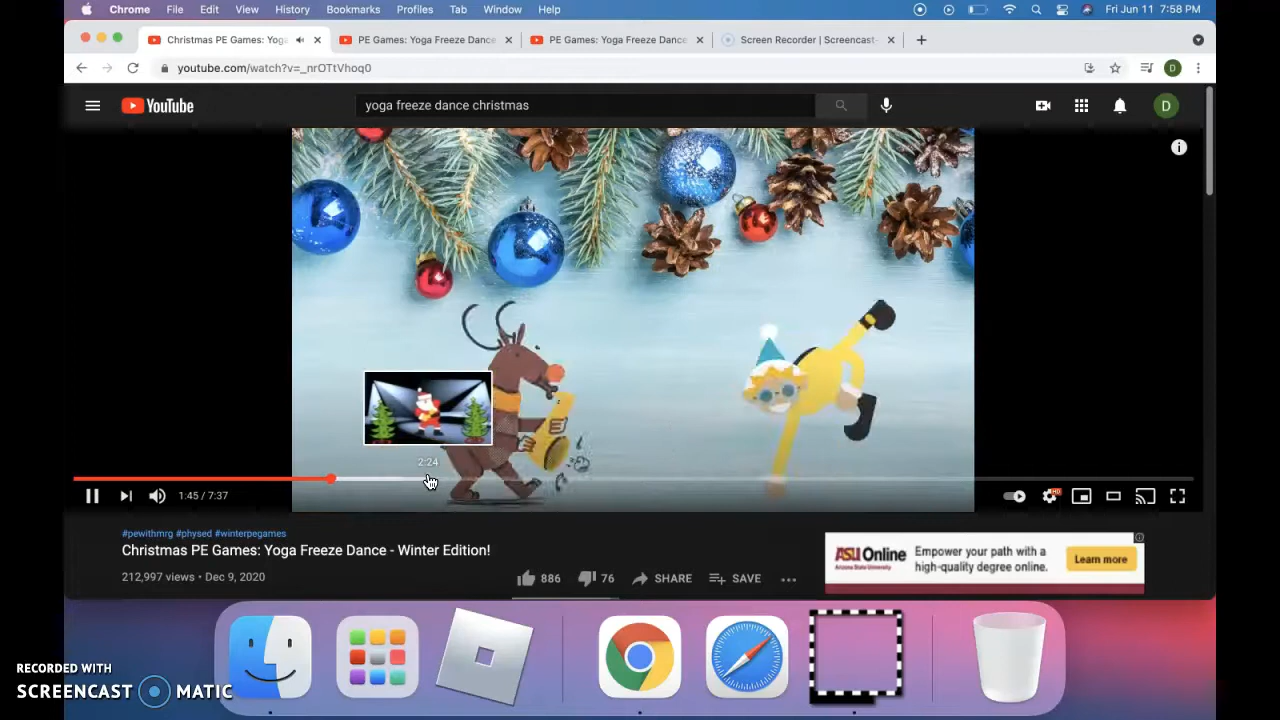 Chrome File Edit View History Bookmarks Profiles Tab Window Help Fri Jun 11 7:58 PM
Christmas PE Games: Yoga PE Games: Yoga Freeze Dance PE Games: Yoga Freeze Dance Screen Recorder | Screencast-
youtube.com/watch?v=_nrOTtVhoq0 D
YouTube yoga freeze dance christmas D
2:24
1:45 / 7:37 HD
#pewithmrg #physed #winterpegames
Christmas PE Games: Yoga Freeze Dance - Winter Edition!
212,997 views • Dec 9, 2020 886 76 SHARE SAVE
ASU Online
Arizona State University
Empower your path with a
high-quality degree online.
Learn more
RECORDED WITH
SCREENCAST MATIC